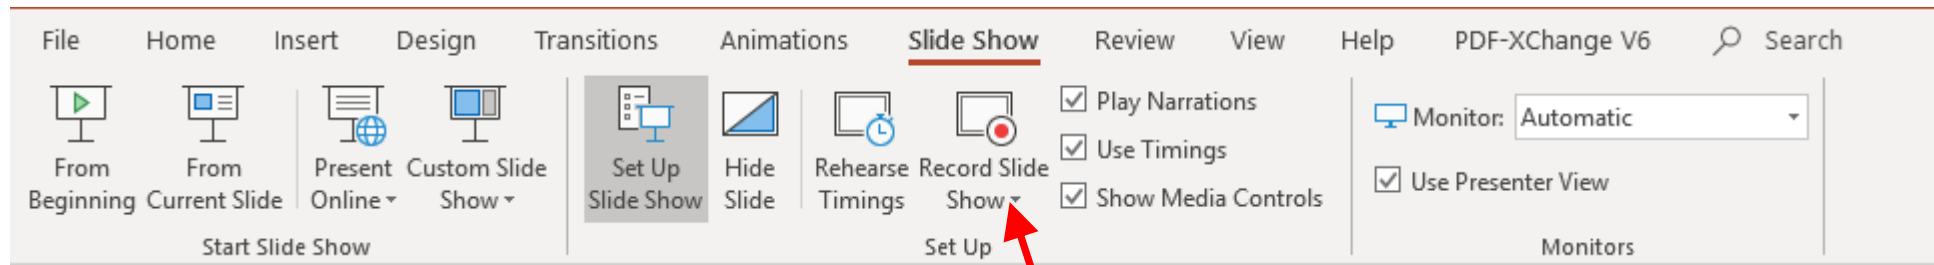 File Home Insert Design Transitions Animations Slide Show Review View Help PDF-XChange V6 Search
From Beginning
From Current Slide
Present Online
Custom Slide Show
Start Slide Show
Set Up Slide Show
Hide Slide
Rehearse Timings
Record Slide Show
Play Narrations
Use Timings
Show Media Controls
Set Up
Monitor: Automatic
Use Presenter View
Monitors